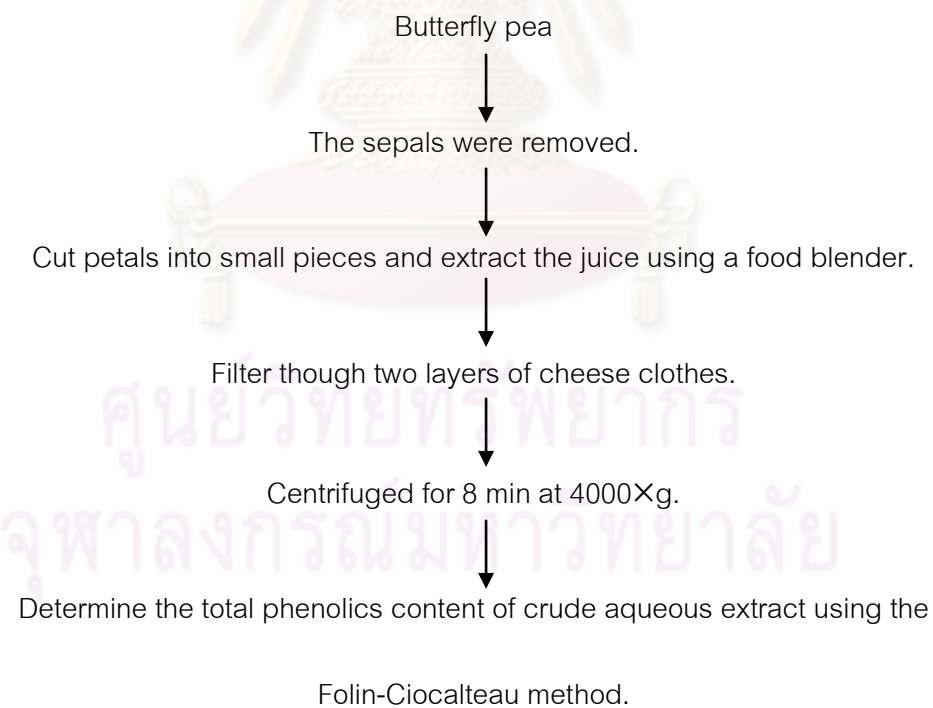 Butterfly pea
The sepals were removed.
Cut petals into small pieces and extract the juice using a food blender.
Filter though two layers of cheese clothes.
ศูนย์วิทยทรัพยากร
Centrifuged for 8 min at 4000×g.
จุฬาลงกรณ์มหาวิทยาลัย
Determine the total phenolics content of crude aqueous extract using the
Folin-Ciocalteau method.